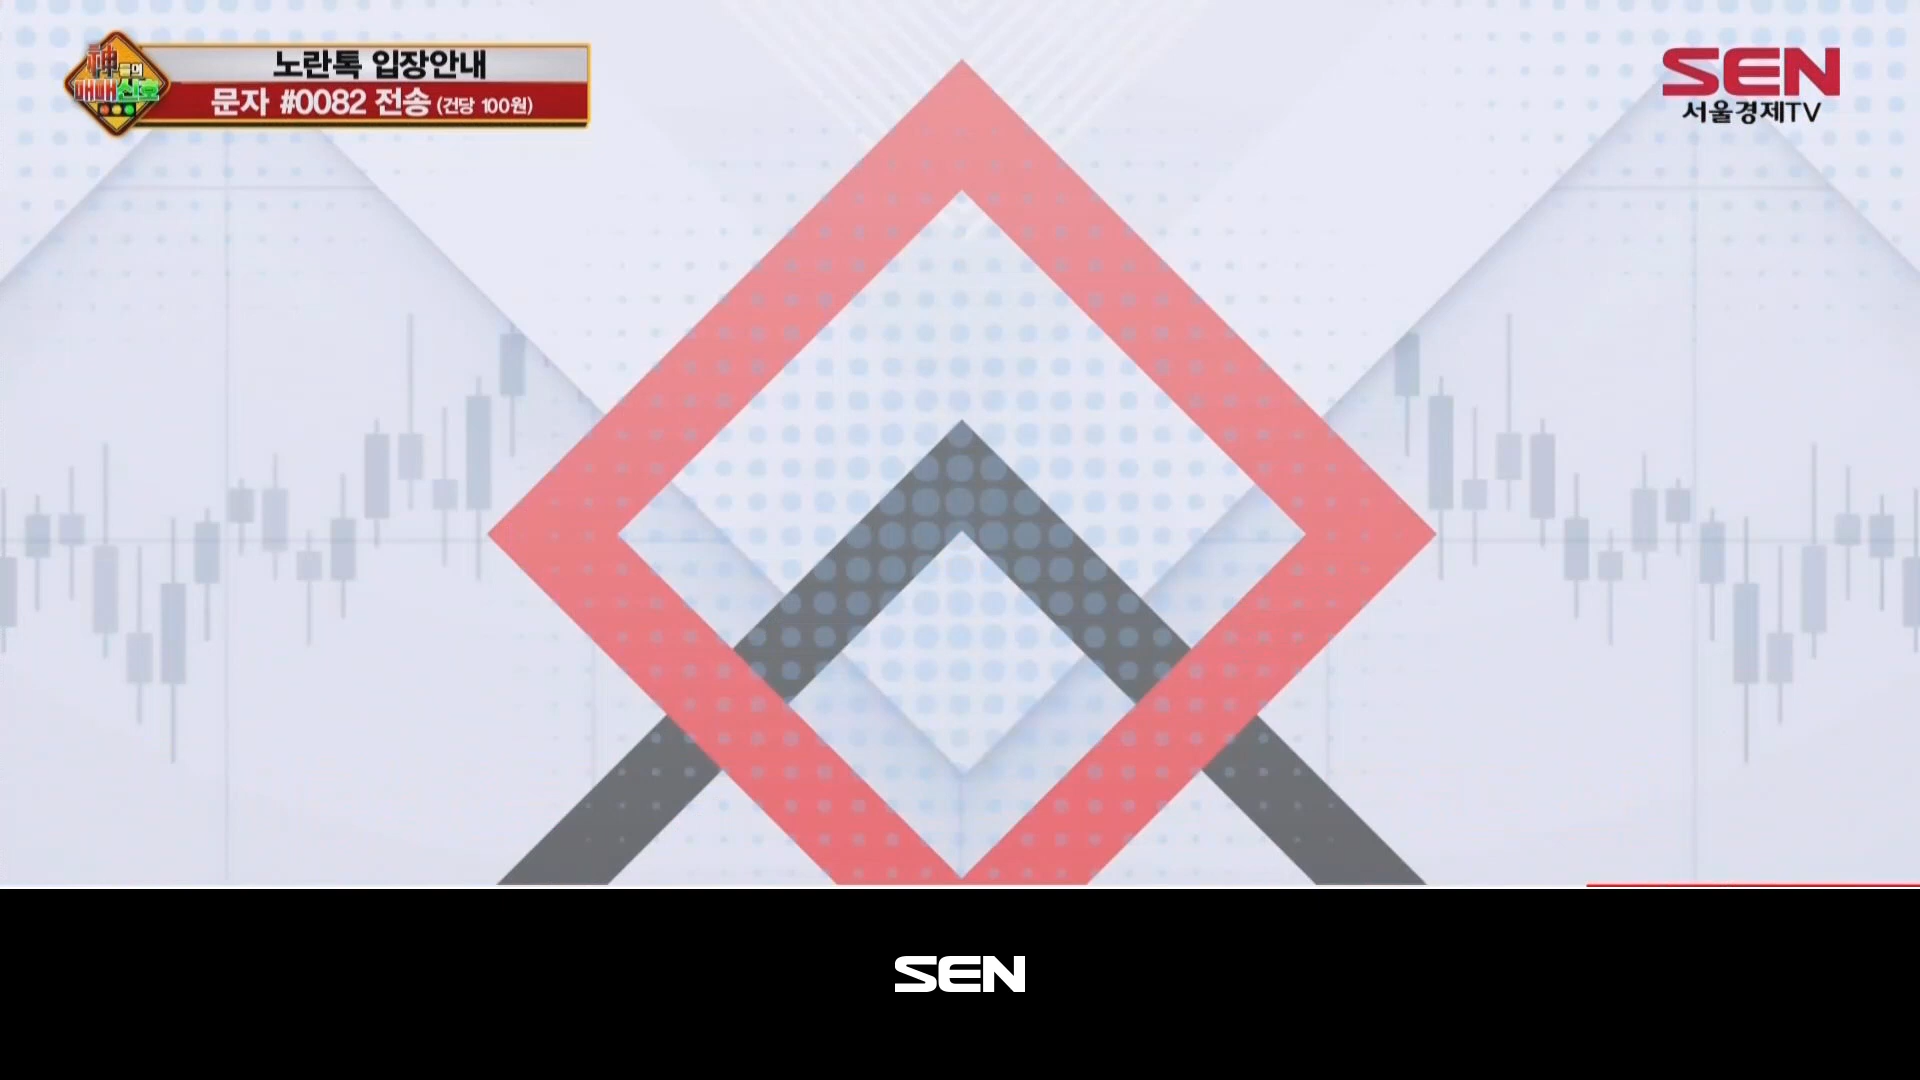 神들의
매매신호
노란톡 입장안내
문자 #0082 전송 (건당 100원)
SEN
서울경제TV
SEN